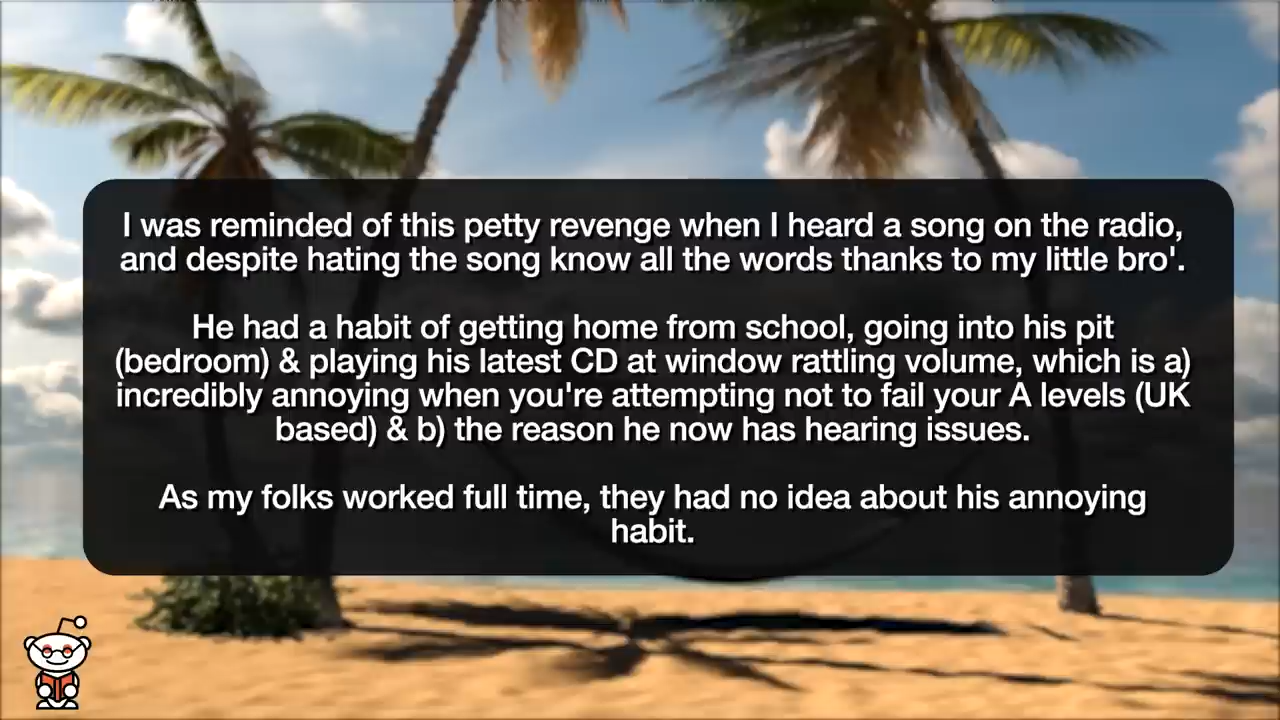 I was reminded of this petty revenge when I heard a song on the radio,
and despite hating the song know all the words thanks to my little bro'.
He had a habit of getting home from school, going into his pit
(bedroom) & playing his latest CD at window rattling volume, which is a)
incredibly annoying when you're attempting not to fail your A levels (UK
based) & b) the reason he now has hearing issues.
As my folks worked full time, they had no idea about his annoying
habit.